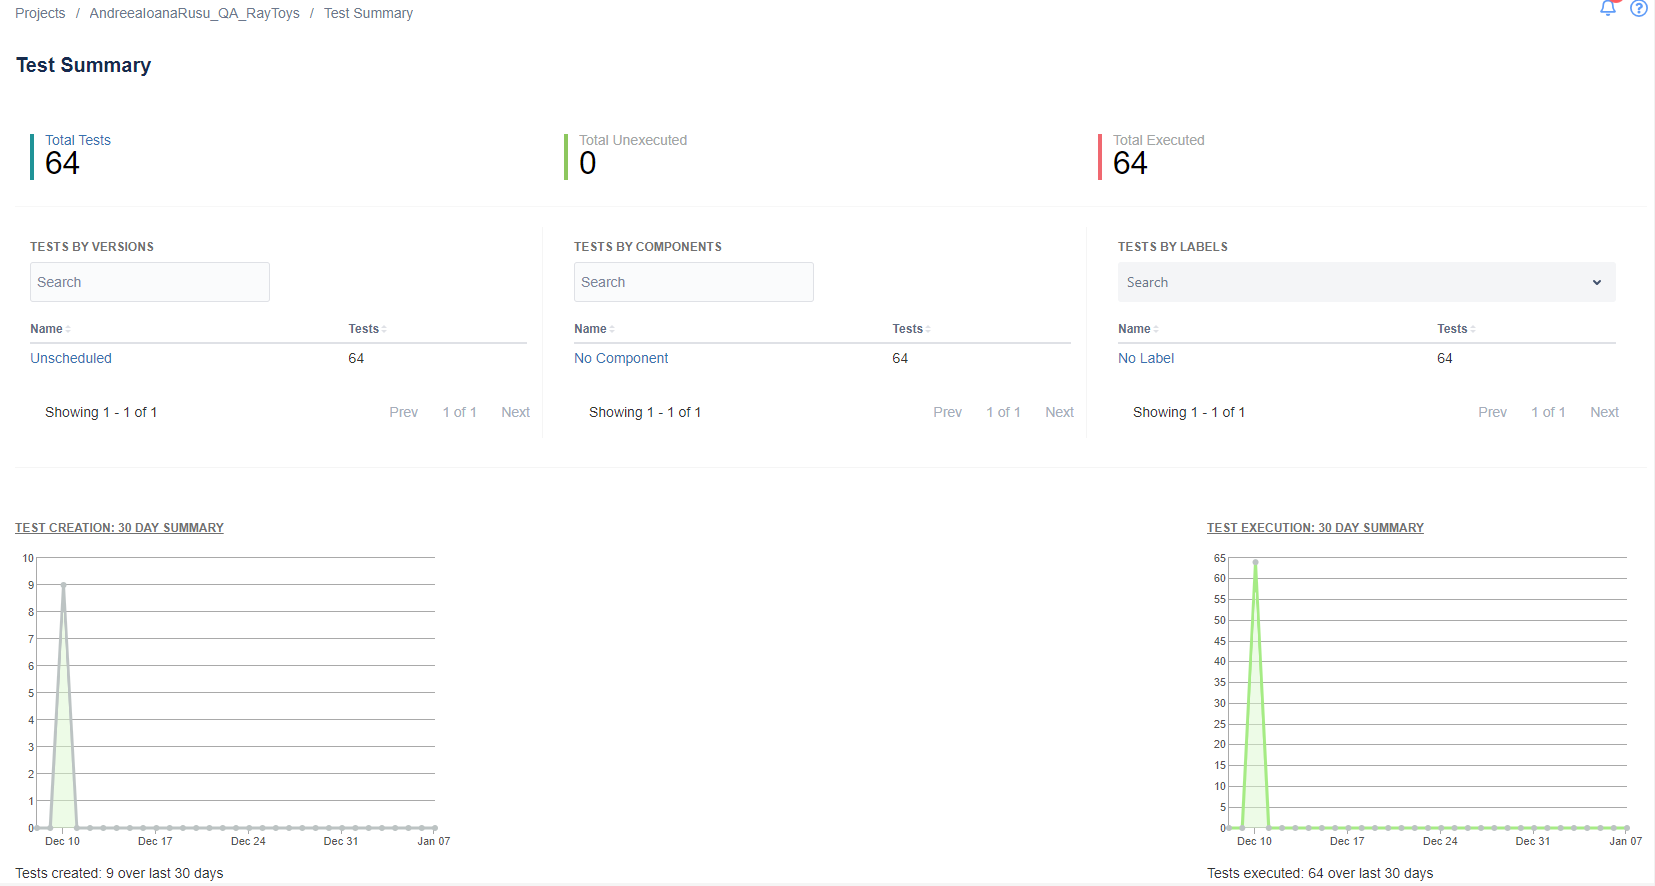 Projects / AndreealoanaRusu_QA_RayToys / Test Summary
Test Summary
Total Tests
64
Total Unexecuted
0
Total Executed
64
TESTS BY VERSIONS
Search
Name Tests
Unscheduled 64
Showing 1 - 1 of 1 Prev 1 of 1 Next
TESTS BY COMPONENTS
Search
Name Tests
No Component 64
Showing 1 - 1 of 1 Prev 1 of 1 Next
TESTS BY LABELS
Search
Name Tests
No Label 64
Showing 1 - 1 of 1 Prev 1 of 1 Next
TEST CREATION: 30 DAY SUMMARY
10
9
8
7
6
5
4
3
2
1
0
Dec 10 Dec 17 Dec 24 Dec 31 Jan 07
Tests created: 9 over last 30 days
TEST EXECUTION: 30 DAY SUMMARY
65
60
55
50
45
40
35
30
25
20
15
10
5
0
Dec 10 Dec 17 Dec 24 Dec 31 Jan 07
Tests executed: 64 over last 30 days